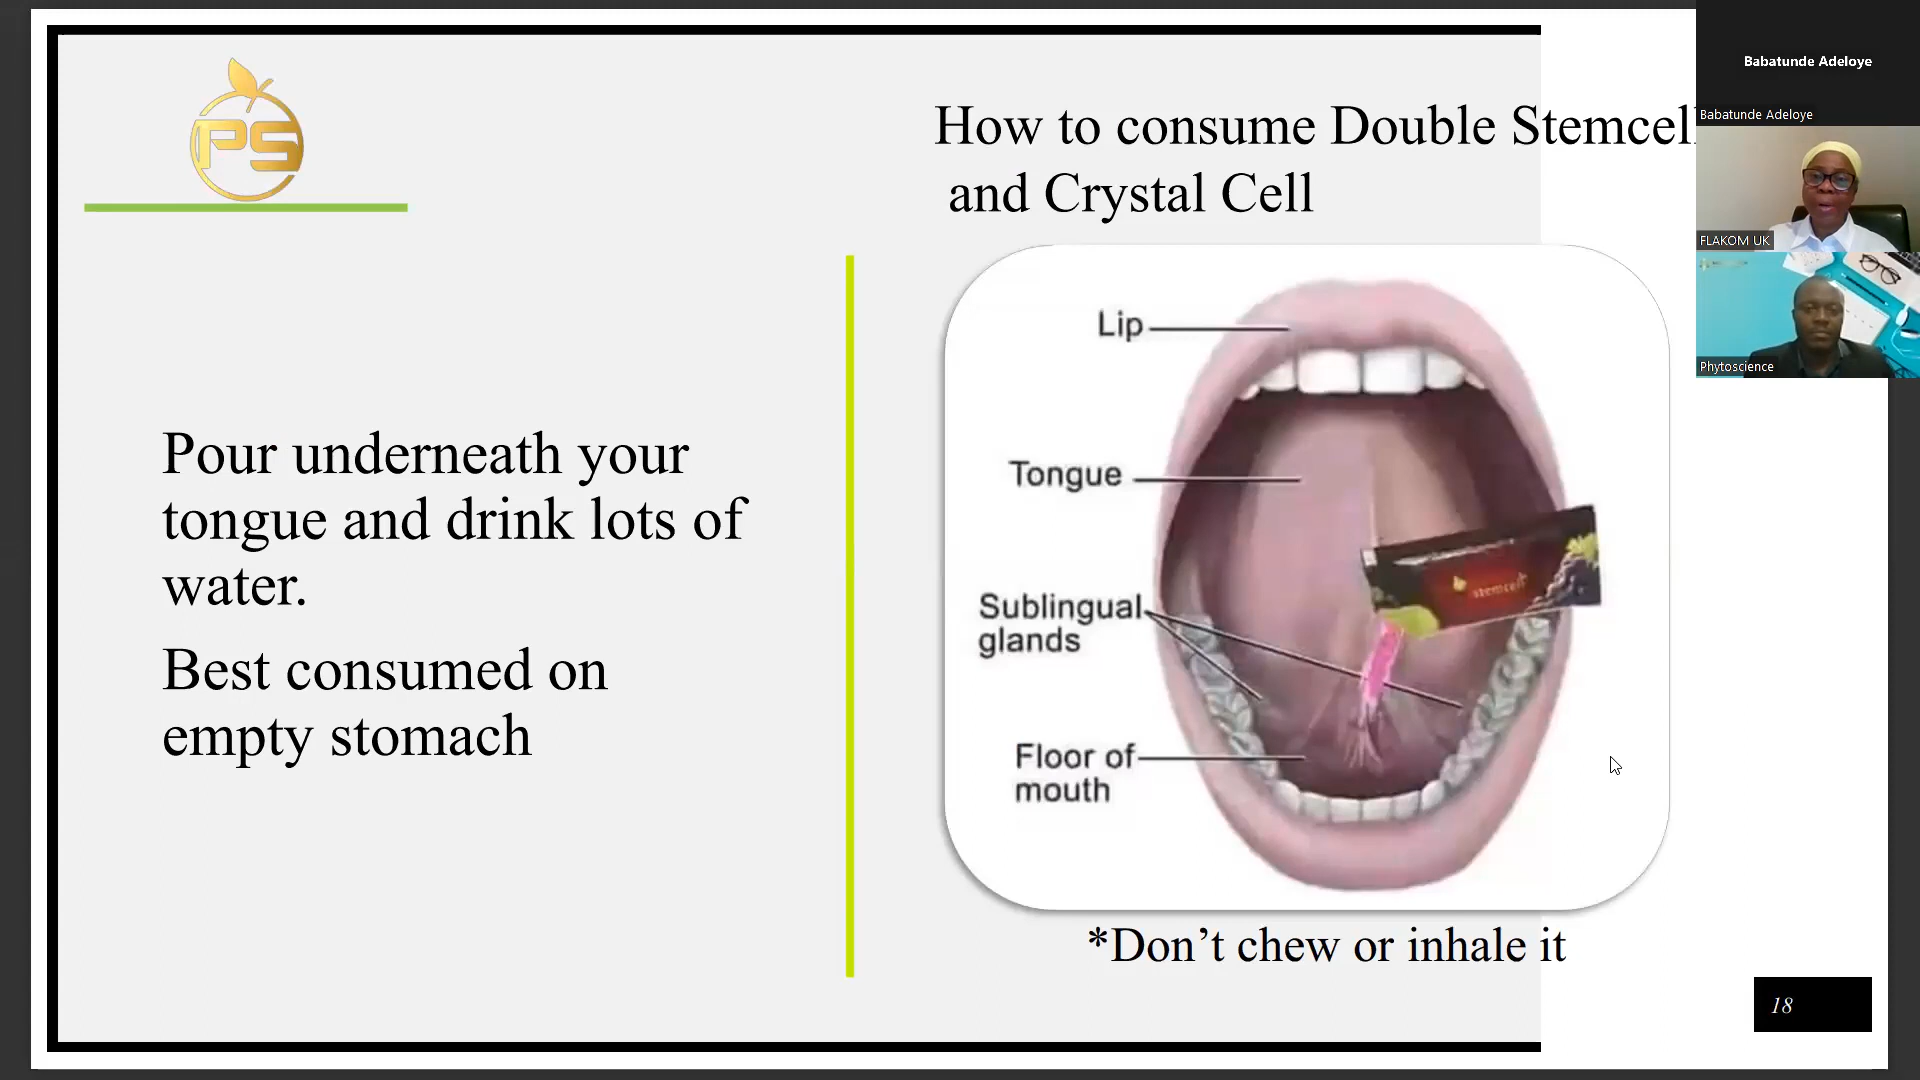 PS
How to consume Double Stemcell
and Crystal Cell
Pour underneath your
tongue and drink lots of
water.
Best consumed on
empty stomach
Lip
Tongue
Sublingual
glands
Floor of
mouth
stemcell
*Don’t chew or inhale it
18
Babatunde Adeloye
Babatunde Adeloye
FLAKOM UK
Phytoscience